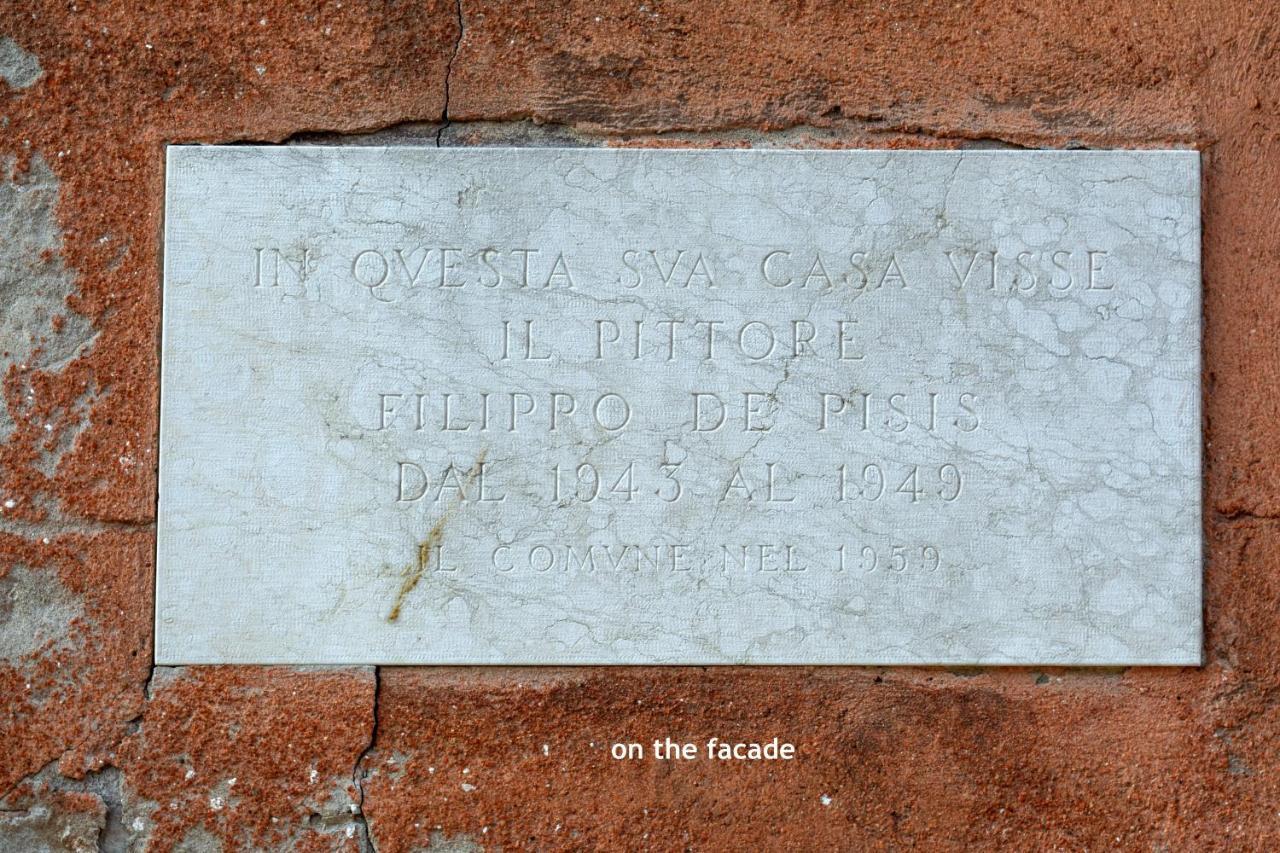 IN QVESTA SVA CASA VISSE
IL PITTORE
FILIPPO DE PISIS
DAL 1943 AL 1949
IL COMVNE NEL 1959
on the facade